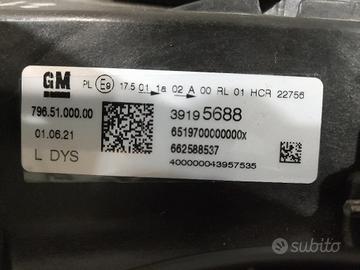 GM
PL E9 17.5 01 1a 02 A 00 RL 01 HCR 22756
796.51.000.00
39195688
01.06.21
6519700000000X
L DYS
662588537
400000043957535
subito